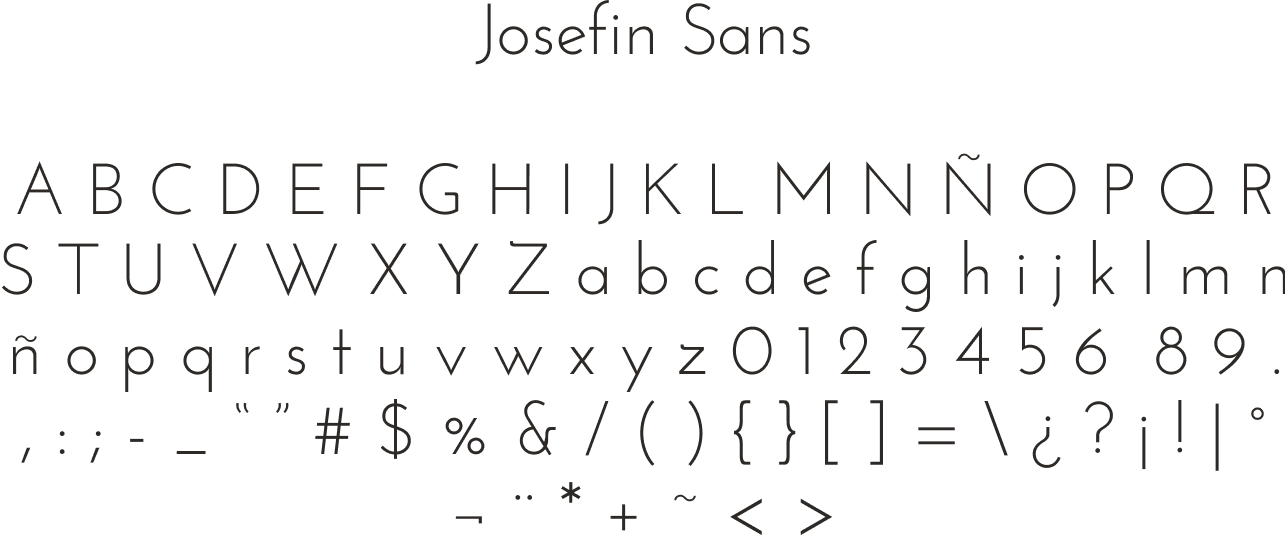 Josefin Sans
A B C D E F G H I J K L M N Ñ O P Q R
S T U V W X Y Z a b c d e f g h i j k l m n
ñ o p q r s t u v w x y z 0 1 2 3 4 5 6 8 9 .
, : ; - _ “ ” # $ % & / ( ) { } [ ] = \ ¿ ? ¡ ! | °
¬ ¨ * + ~ < >